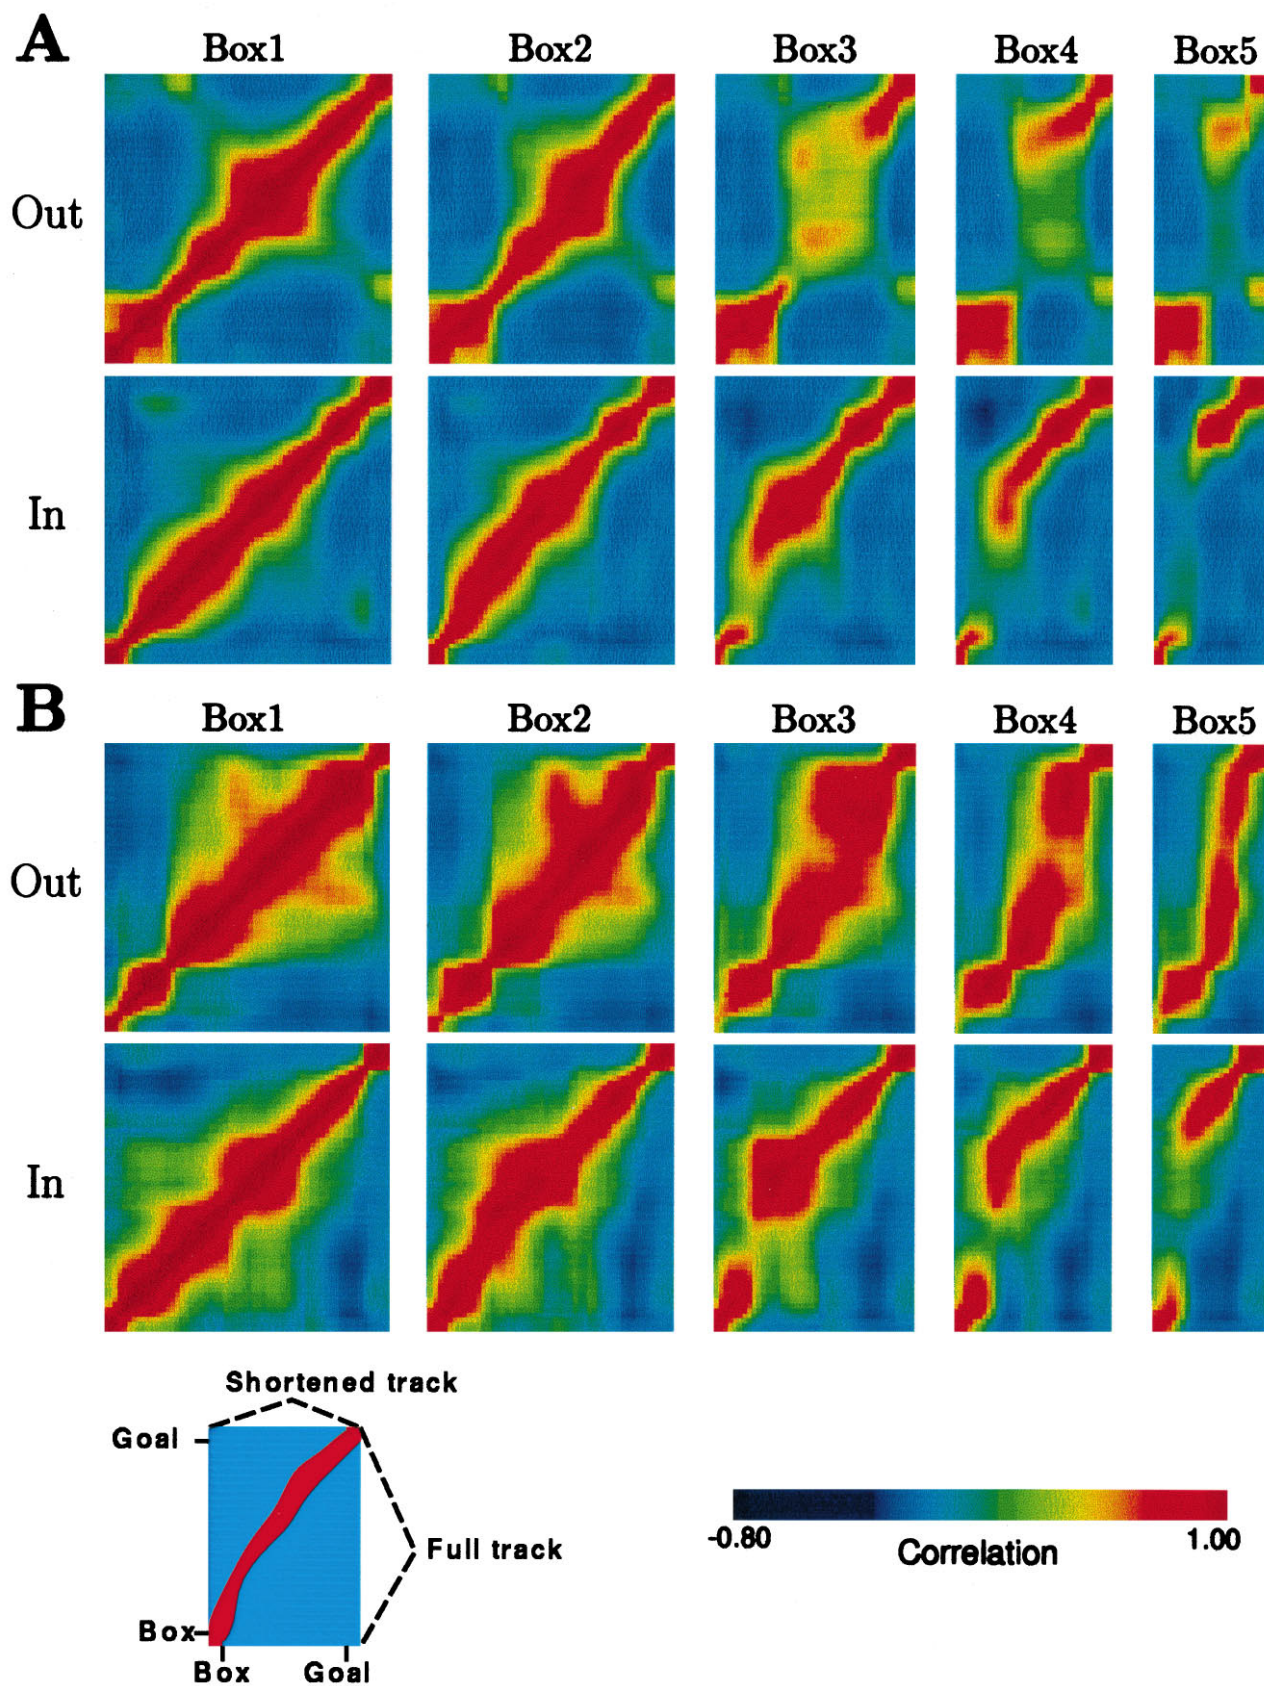 A
Box1 Box2 Box3 Box4 Box5
Out
In
B
Box1 Box2 Box3 Box4 Box5
Out
In
Shortened track
Goal
Full track
Box
Box Goal
-0.80 1.00
Correlation